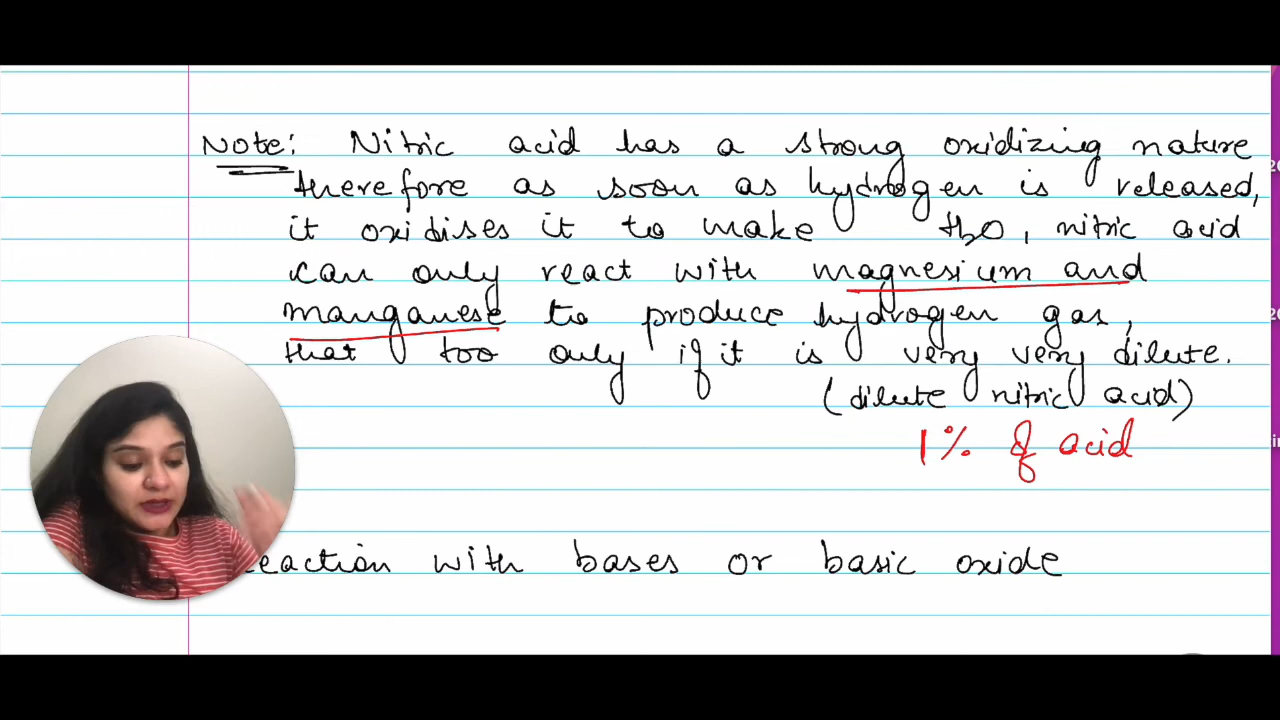 Note: Nitric acid has a strong oxidizing nature
therefore as soon as hydrogen is released,
it oxidises it to make H2O, nitric acid
can only react with magnesium and
manganese to produce hydrogen gas,
that too only if it is very very dilute.
(dilute nitric acid)
1% of acid
eaction with bases or basic oxide